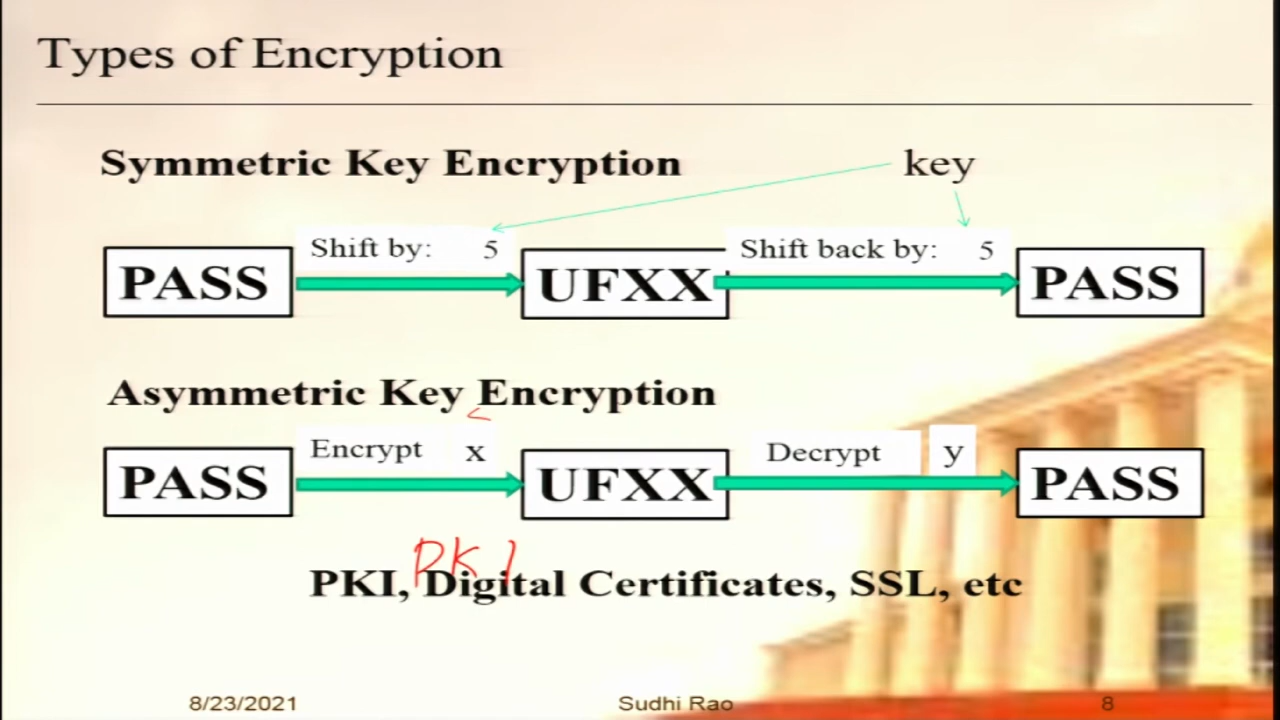 Types of Encryption
Symmetric Key Encryption key
Shift by: 5 Shift back by: 5
PASS UFXX PASS
Asymmetric Key Encryption
Encrypt x Decrypt y
PASS UFXX PASS
PKI
PKI, Digital Certificates, SSL, etc
8/23/2021 Sudhi Rao 8